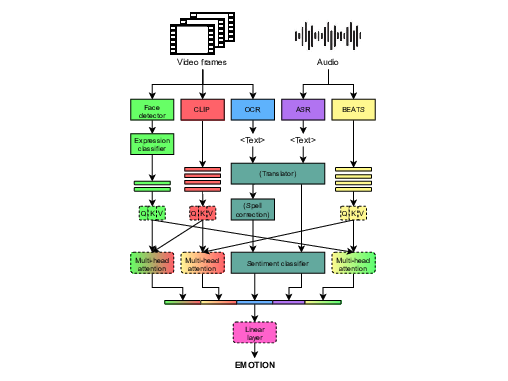 Video frames
Audio
Face
detector
CLIP
OCR
ASR
BEATS
Expression
classifier
<Text>
<Text>
(Translator)
(Spell
correction)
Q K V
Q K V
Q K V
Multi-head
attention
Multi-head
attention
Sentiment classifier
Multi-head
attention
Linear
layer
EMOTION